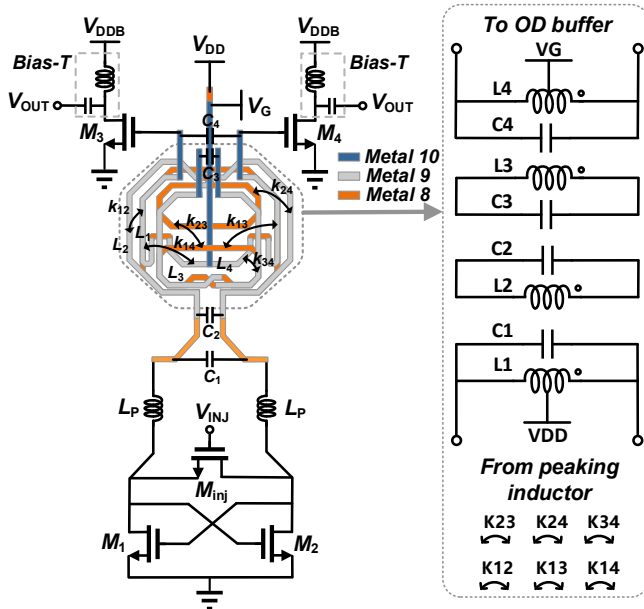 VDDB
VDD
VDDB
Bias-T
Bias-T
VOUT
VG
VOUT
M3
C4
M4
C3
Metal 10
Metal 9
Metal 8
k24
k12
k23
k13
L1
k14
L2
L4
k34
L3
C2
C1
LP
VINJ
LP
Minj
M1
M2
To OD buffer
VG
L4
C4
L3
C3
C2
L2
C1
L1
VDD
From peaking
inductor
K23 K24 K34
K12 K13 K14